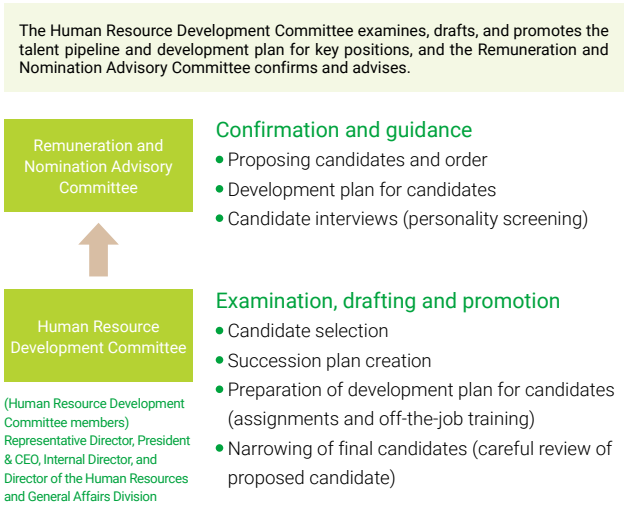 The Human Resource Development Committee examines, drafts, and promotes the
talent pipeline and development plan for key positions, and the Remuneration and
Nomination Advisory Committee confirms and advises.
Remuneration and
Nomination Advisory
Committee
Confirmation and guidance
• Proposing candidates and order
• Development plan for candidates
• Candidate interviews (personality screening)
Human Resource
Development Committee
Examination, drafting and promotion
• Candidate selection
• Succession plan creation
• Preparation of development plan for candidates
(assignments and off-the-job training)
• Narrowing of final candidates (careful review of
proposed candidate)
(Human Resource Development
Committee members)
Representative Director, President
& CEO, Internal Director, and
Director of the Human Resources
and General Affairs Division